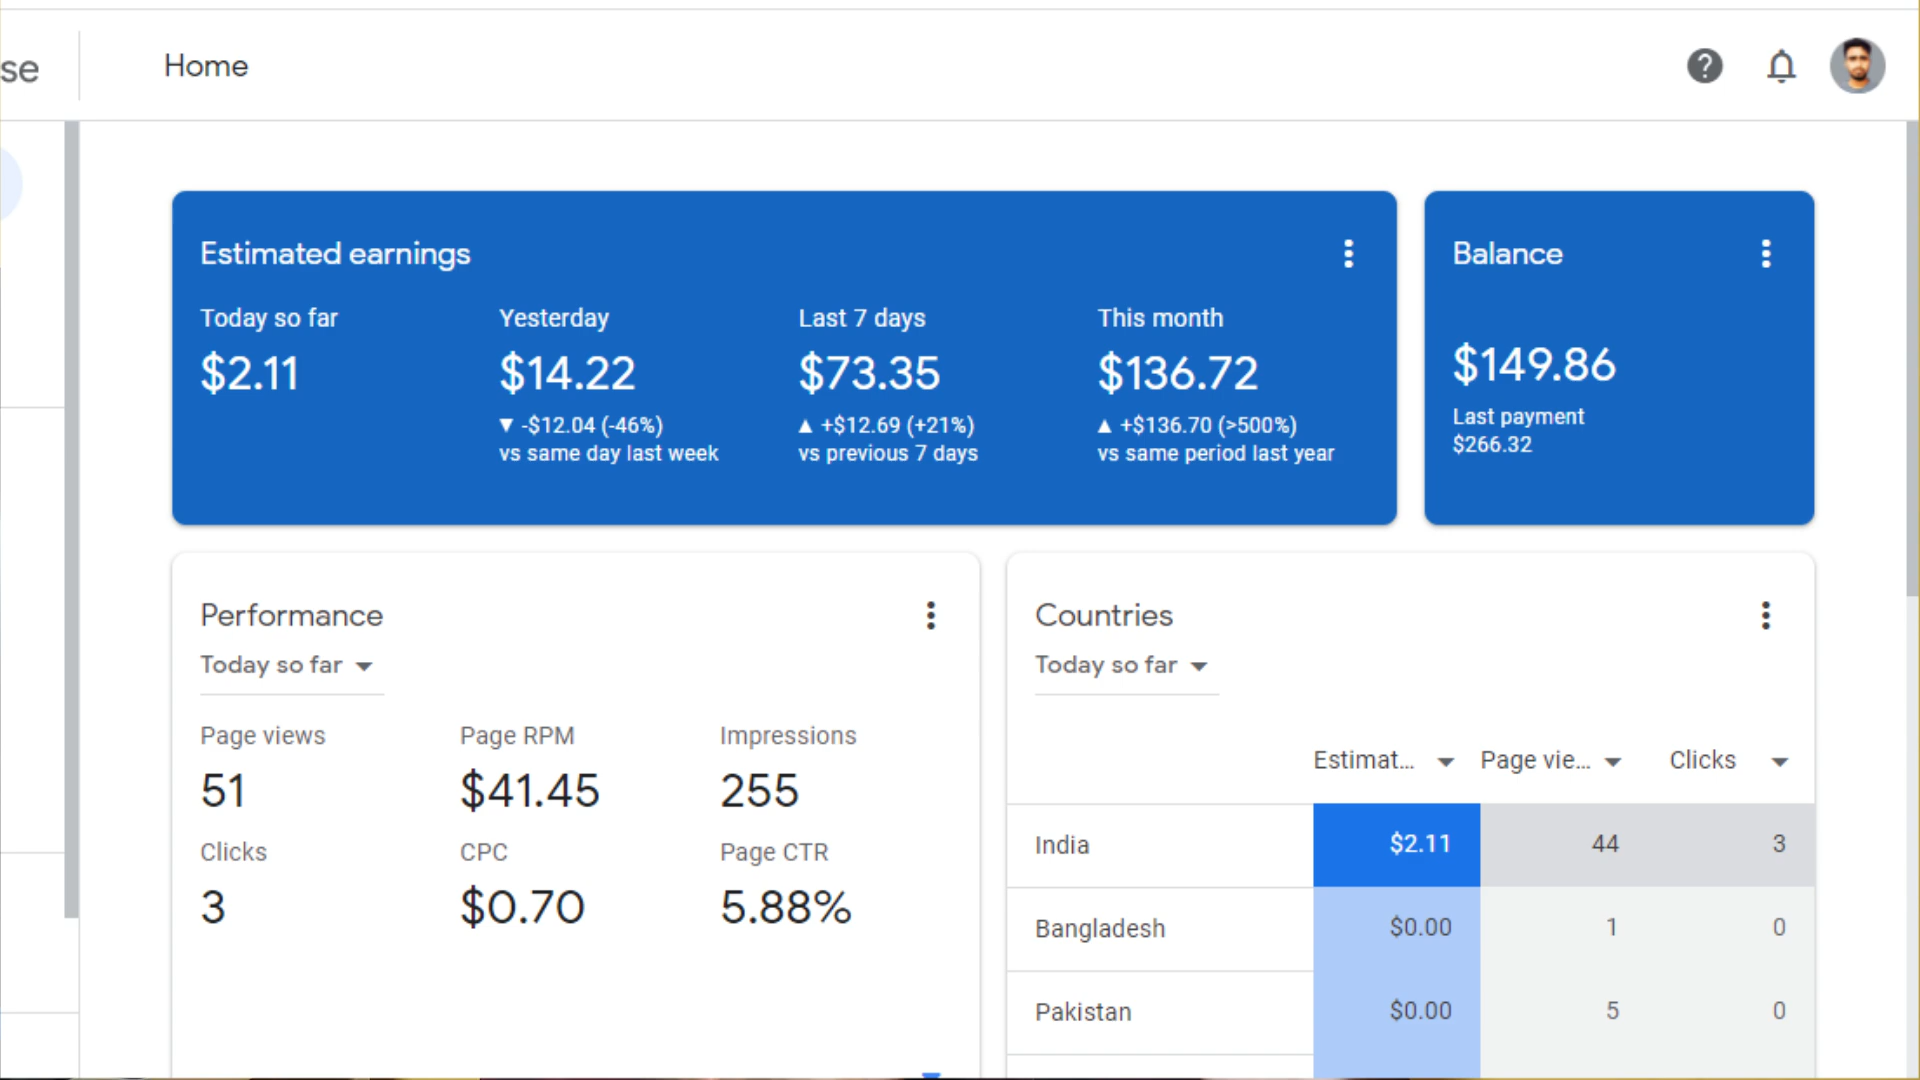 se
Home
Estimated earnings
Today so far
$2.11
Yesterday
$14.22
▼ -$12.04 (-46%)
vs same day last week
Last 7 days
$73.35
▲ +$12.69 (+21%)
vs previous 7 days
This month
$136.72
▲ +$136.70 (>500%)
vs same period last year
Balance
$149.86
Last payment
$266.32
Performance
Today so far
Page views
51
Page RPM
$41.45
Impressions
255
Clicks
3
CPC
$0.70
Page CTR
5.88%
Countries
Today so far
Estimat... Page vie... Clicks
India $2.11 44 3
Bangladesh $0.00 1 0
Pakistan $0.00 5 0